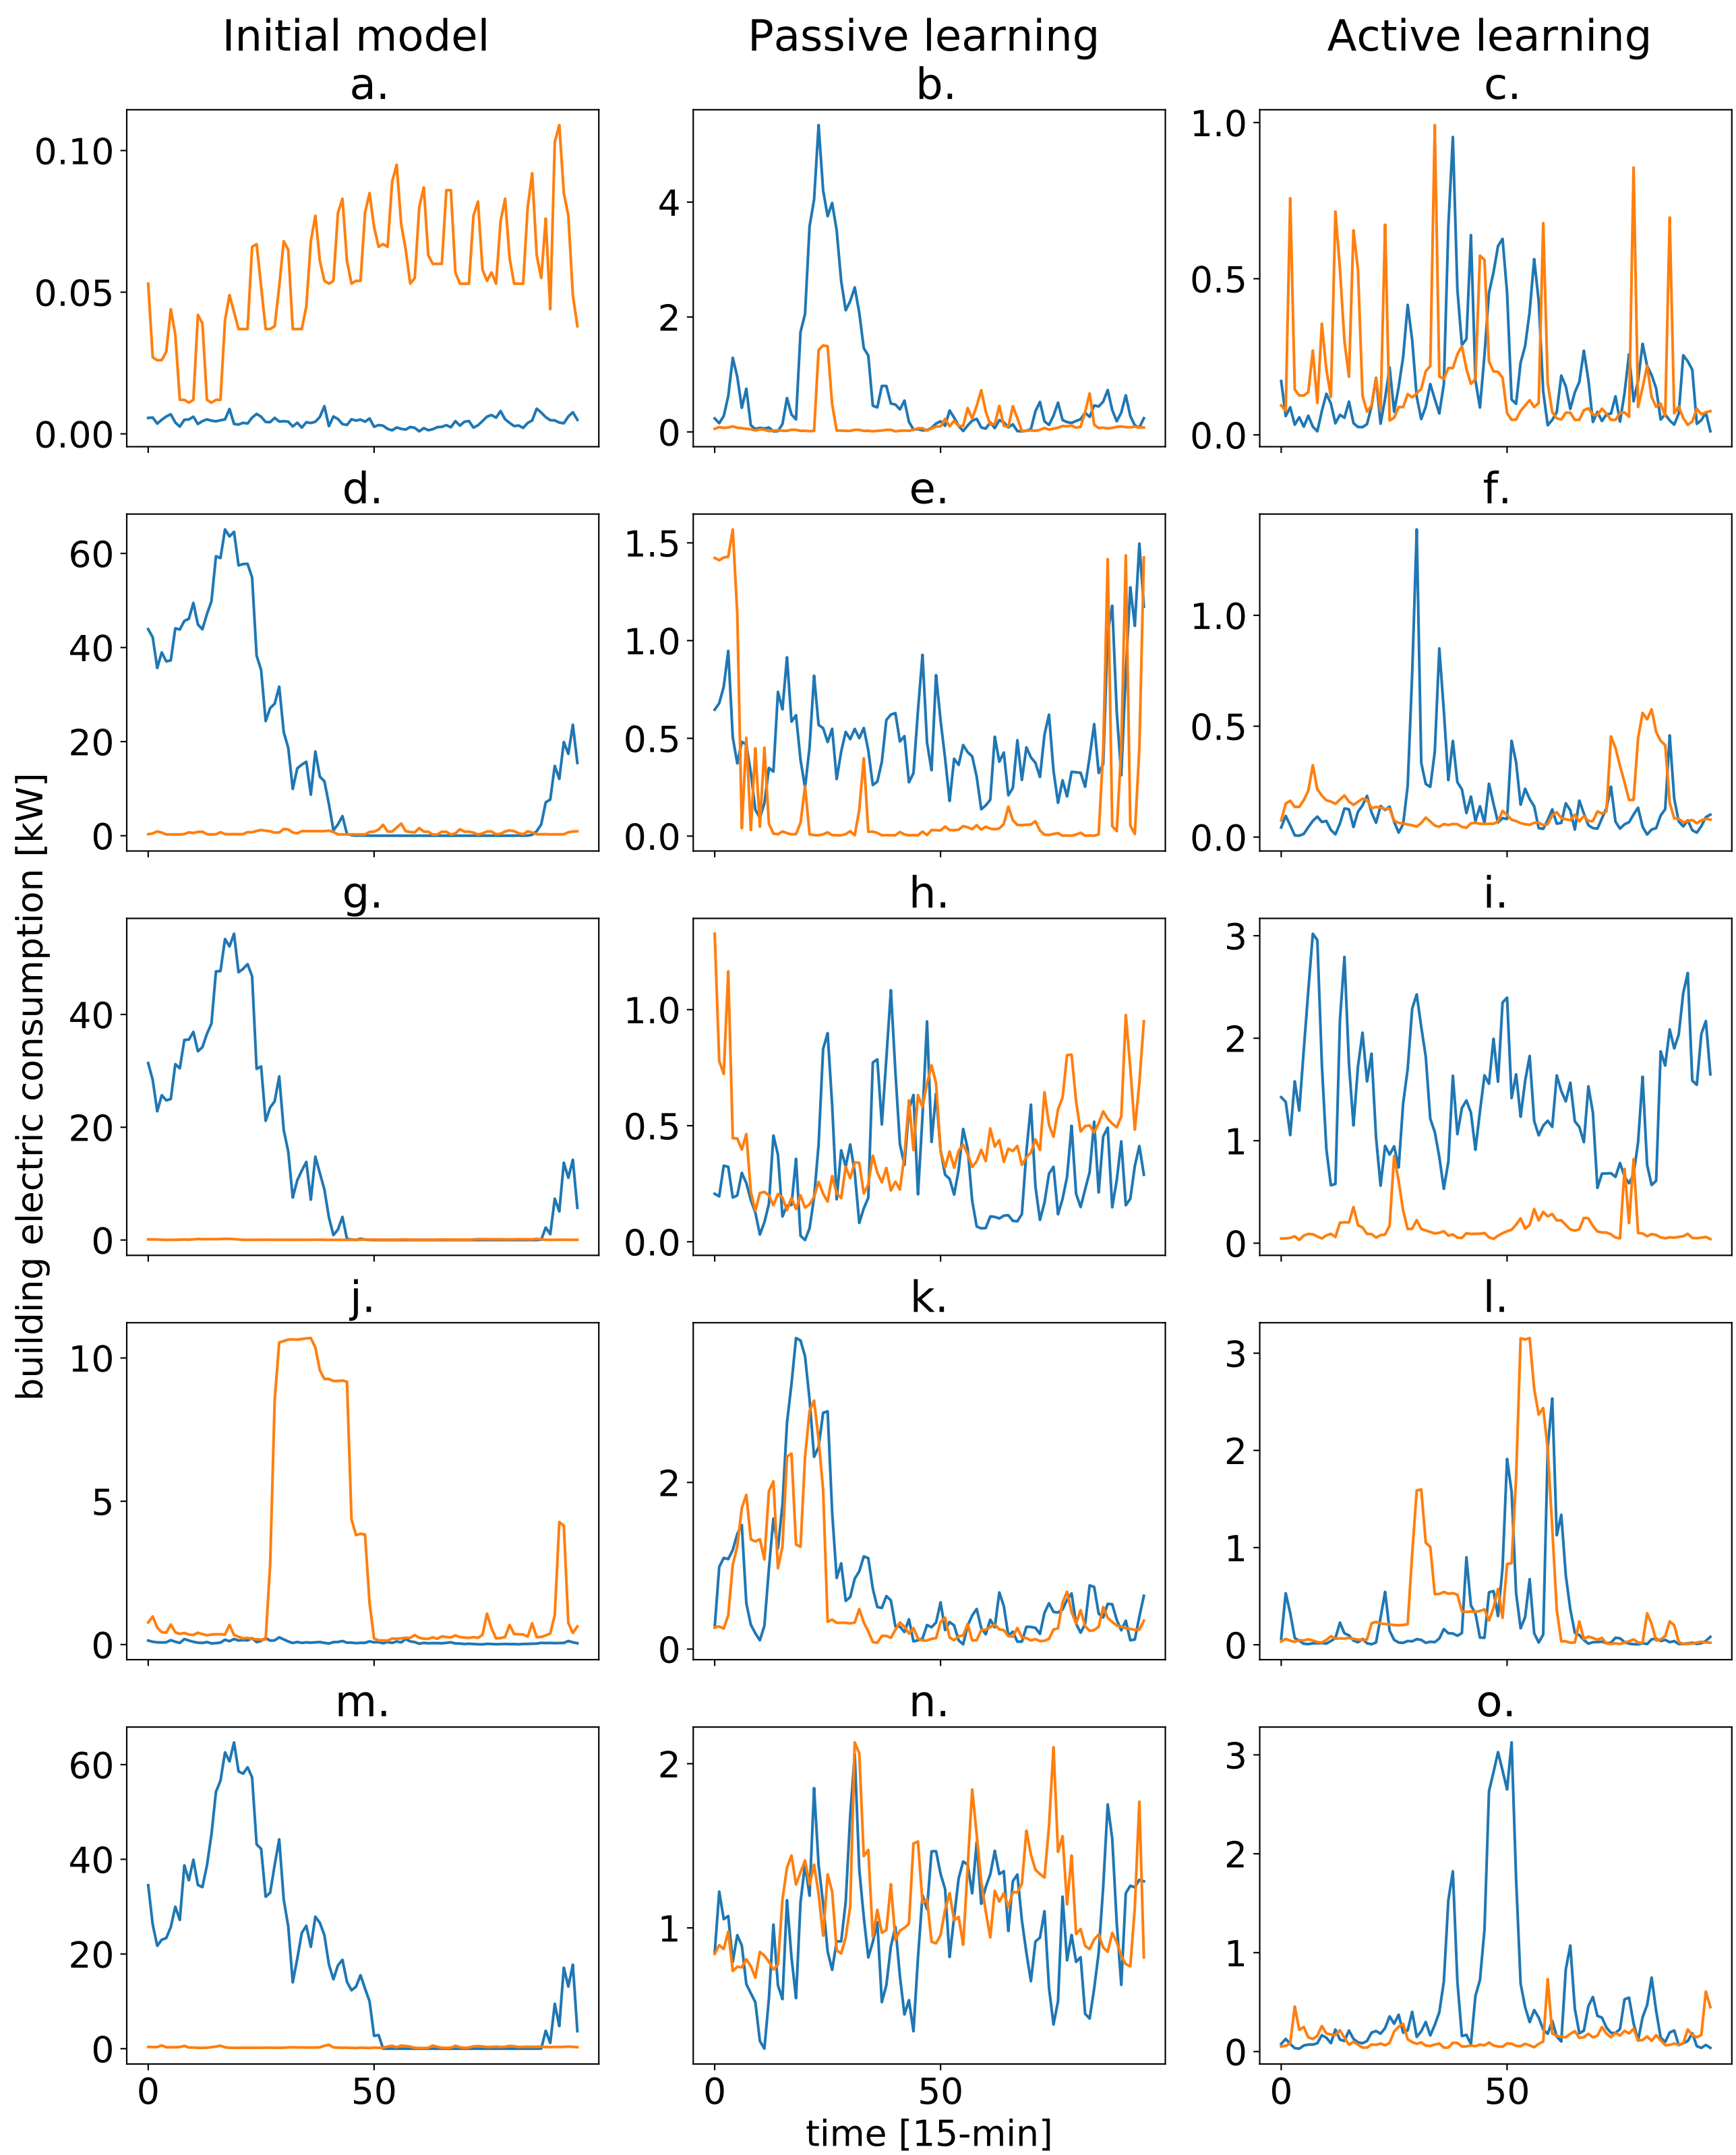 Initial model
Passive learning
Active learning
a.
b.
c.
0.10
0.05
0.00
4
2
0
1.0
0.5
0.0
d.
e.
f.
60
40
20
0
1.5
1.0
0.5
0.0
1.0
0.5
0.0
g.
h.
i.
40
20
0
1.0
0.5
0.0
3
2
1
0
j.
k.
l.
10
5
0
2
0
3
2
1
0
m.
n.
o.
60
40
20
0
2
1
3
2
1
0
0 50
0 50
0 50
building electric consumption [kW]
time [15-min]